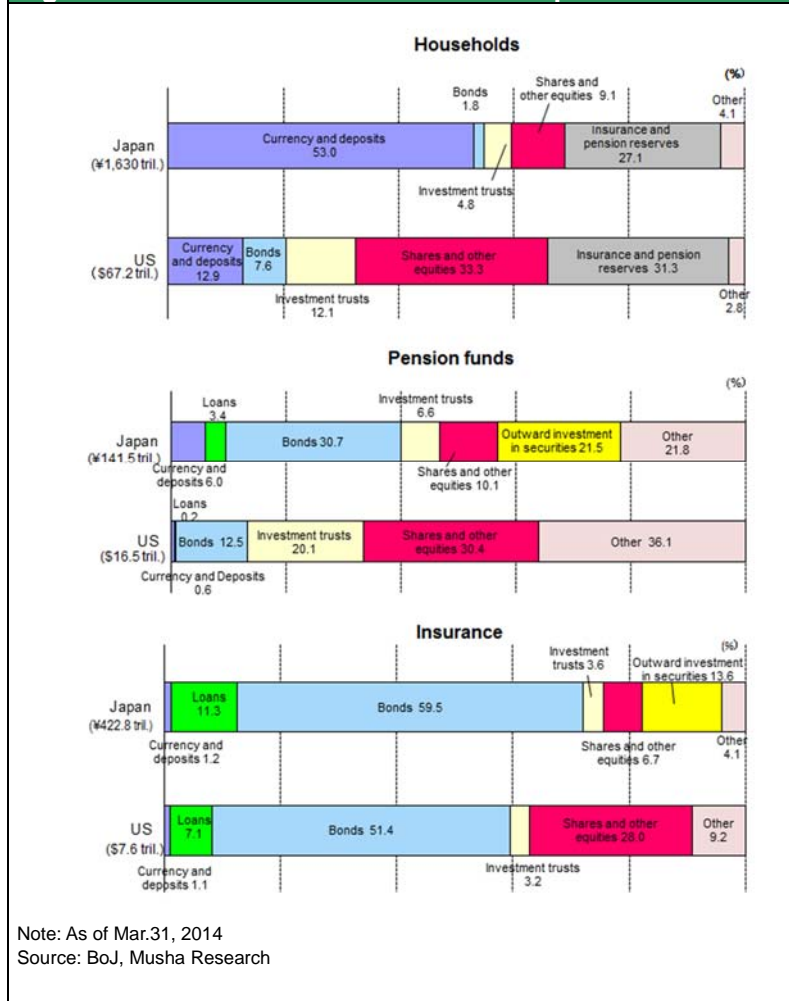 Households
(%)
Shares and
other equities 9.1
Bonds
1.8
Other
4.1
Japan
(¥1,630 tril.)
Currency and deposits
53.0
Insurance and
pension reserves
27.1
Investment trusts
4.8
US
($67.2 tril.)
Currency
and deposits
12.9
Bonds
7.6
Shares and other
equities 33.3
Insurance and pension
reserves 31.3
Investment trusts
12.1
Other
2.8
Pension funds
(%)
Loans
3.4
Investment trusts
6.6
Japan
(¥141.5 tril.)
Bonds 30.7
Outward investment
in securities 21.5
Other
21.8
Currency and
deposits 6.0
Shares and other
equities 10.1
Loans
0.2
US
($16.5 tril.)
Bonds 12.5
Investment trusts
20.1
Shares and other
equities 30.4
Other 36.1
Currency and Deposits
0.6
Insurance
(%)
Investment
trusts 3.6
Outward investment
in securities 13.6
Japan
(¥422.8 tril.)
Loans
11.3
Bonds 59.5
Currency and
deposits 1.2
Shares and other
equities 6.7
Other
4.1
US
($7.6 tril.)
Loans
7.1
Bonds 51.4
Shares and other
equities 28.0
Other
9.2
Currency and
deposits 1.1
Investment trusts
3.2
Note: As of Mar.31, 2014
Source: BoJ, Musha Research